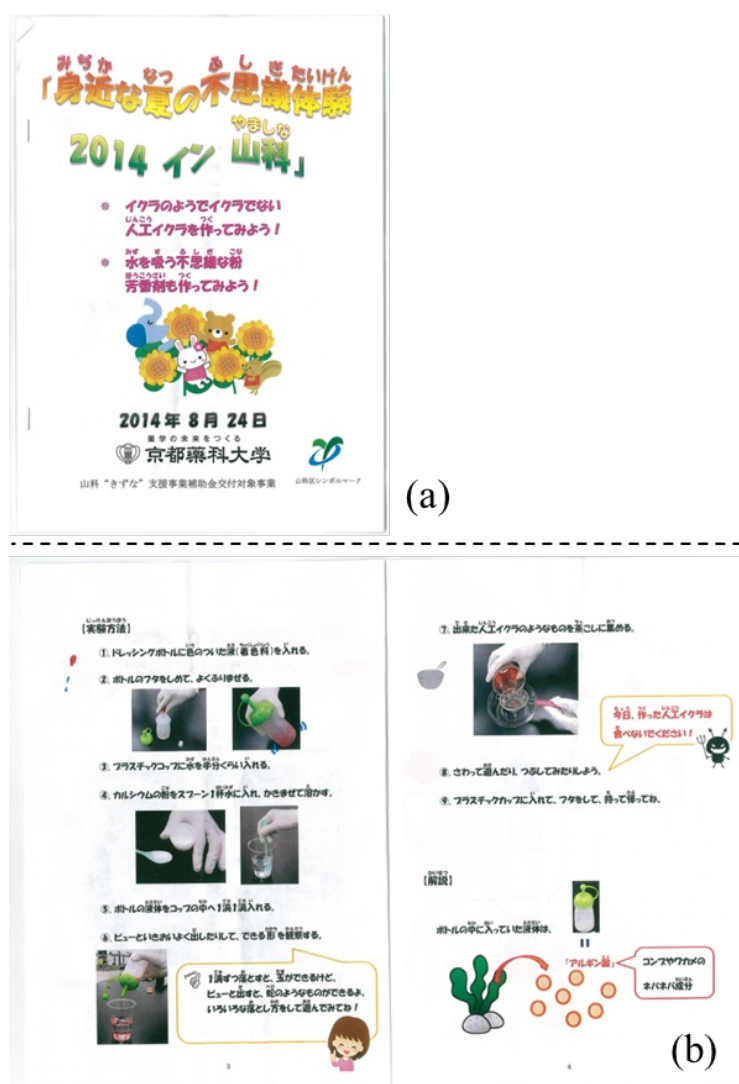 「身近な夏の不思議体験
2014 イン 山科」
※ イクラのようでイクラでない
人工イクラを作ってみよう！
※ 水を吸う不思議な粉
芳香剤も作ってみよう！
2014年 8月 24日
薬学の未来をつくる
京都薬科大学
山科“きずな”支援事業補助金交付対象事業
山科区シンボルマーク
(a)
[実験方法]
①. ドレッシングボトルに色のついた液(着色料)を入れる。
②. ボトルのフタをしめて、よくふりまぜる。
③. プラスチックコップに水を半分くらい入れる。
④. カルシウムの粉をスプーン1杯水に入れ、かきまぜて溶かす。
⑤. ボトルの液体をコップの中へ1滴1滴入れる。
⑥. ピューといきおいよく出したりして、できる形を観察する。
1滴ずつ落とすと、玉ができるけど、
ピューと出すと、蛇のようなものができるよ。
いろいろな落とし方をして遊んでみてね！
3
⑦. 出来た人工イクラのようなものを茶こしに集める。
今日、作った人工イクラは
食べないでください！
⑧. さわって遊んだり、つぶしてみたりしよう。
⑨. プラスチックカップに入れて、フタをして、持って帰ってね。
[解説]
ボトルの中に入っていた液体は、
=
「アルギン酸」
コンブやワカメの
ネバネバ成分
4
(b)